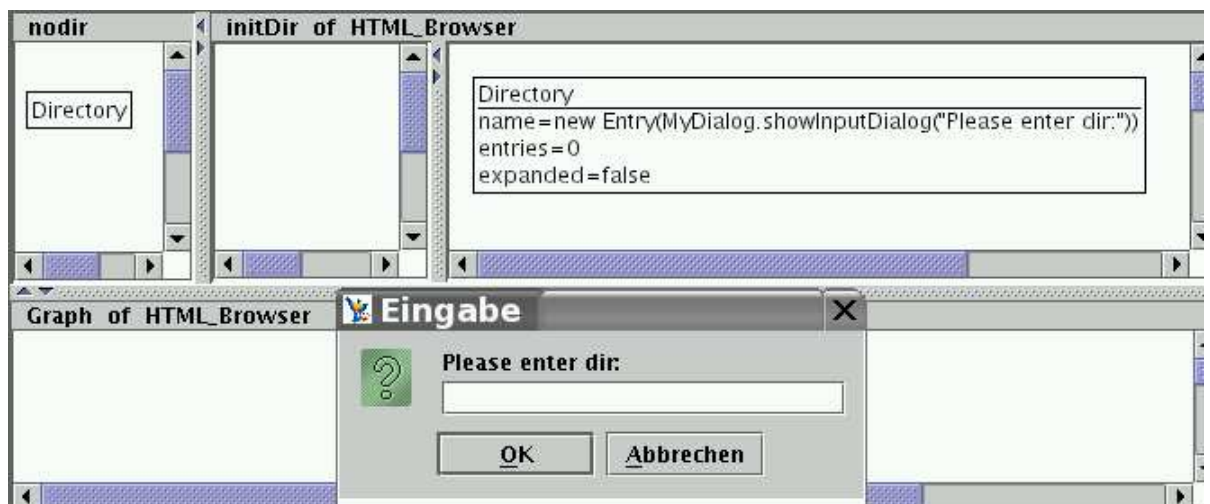 nodir
initDir of HTML_Browser
Directory
Directory
name=new Entry(MyDialog.showInputDialog("Please enter dir:"))
entries=0
expanded=false
Graph of HTML_Browser
Eingabe
Please enter dir:
OK
Abbrechen